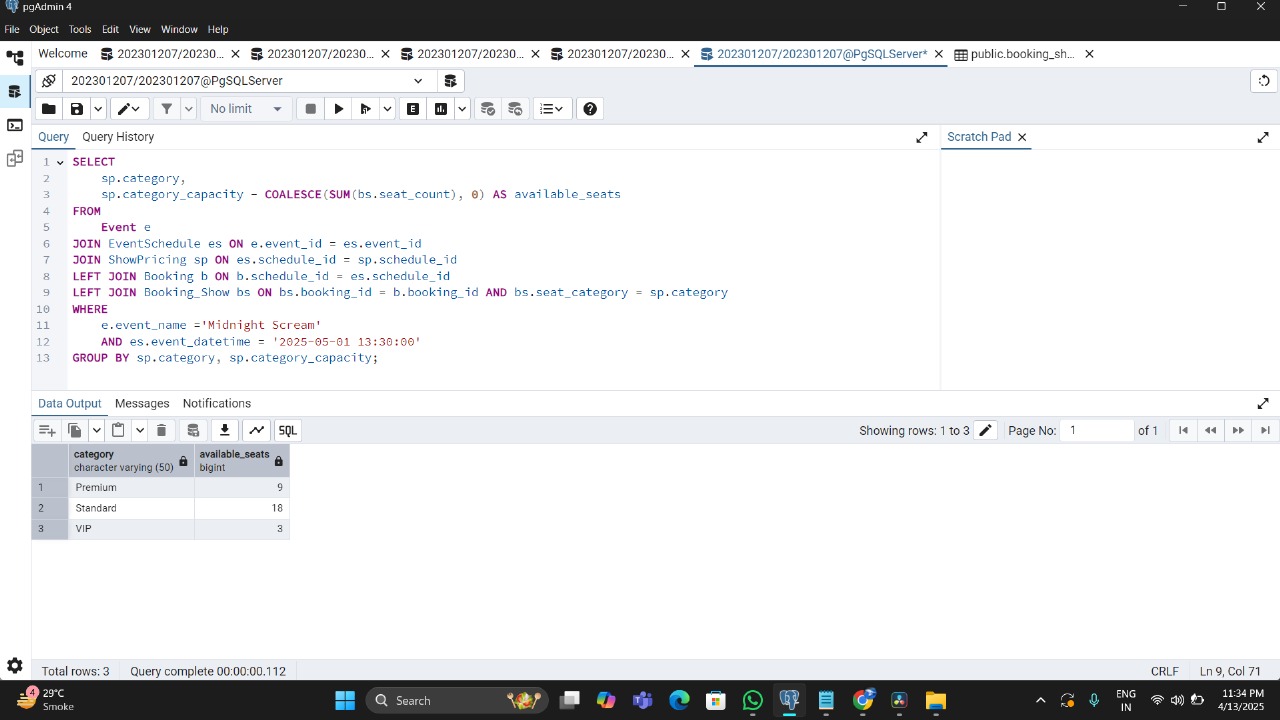 pgAdmin 4
File Object Tools Edit View Window Help
Welcome 202301207/20230... 202301207/20230... 202301207/20230... 202301207/20230... 202301207/202301207@PgSQLServer* public.booking_sh...
202301207/202301207@PgSQLServer
No limit
E
Query Query History Scratch Pad
1 SELECT
2 sp.category,
3 sp.category_capacity - COALESCE(SUM(bs.seat_count), 0) AS available_seats
4 FROM
5 Event e
6 JOIN EventSchedule es ON e.event_id = es.event_id
7 JOIN ShowPricing sp ON es.schedule_id = sp.schedule_id
8 LEFT JOIN Booking b ON b.schedule_id = es.schedule_id
9 LEFT JOIN Booking_Show bs ON bs.booking_id = b.booking_id AND bs.seat_category = sp.category
10 WHERE
11 e.event_name ='Midnight Scream'
12 AND es.event_datetime = '2025-05-01 13:30:00'
13 GROUP BY sp.category, sp.category_capacity;
Data Output Messages Notifications
SQL Showing rows: 1 to 3 Page No: 1 of 1
category available_seats
character varying (50) bigint
1 Premium 9
2 Standard 18
3 VIP 3
Total rows: 3 Query complete 00:00:00.112 CRLF Ln 9, Col 71
4 29°C
Smoke
Search
ENG
IN
11:34 PM
4/13/2025